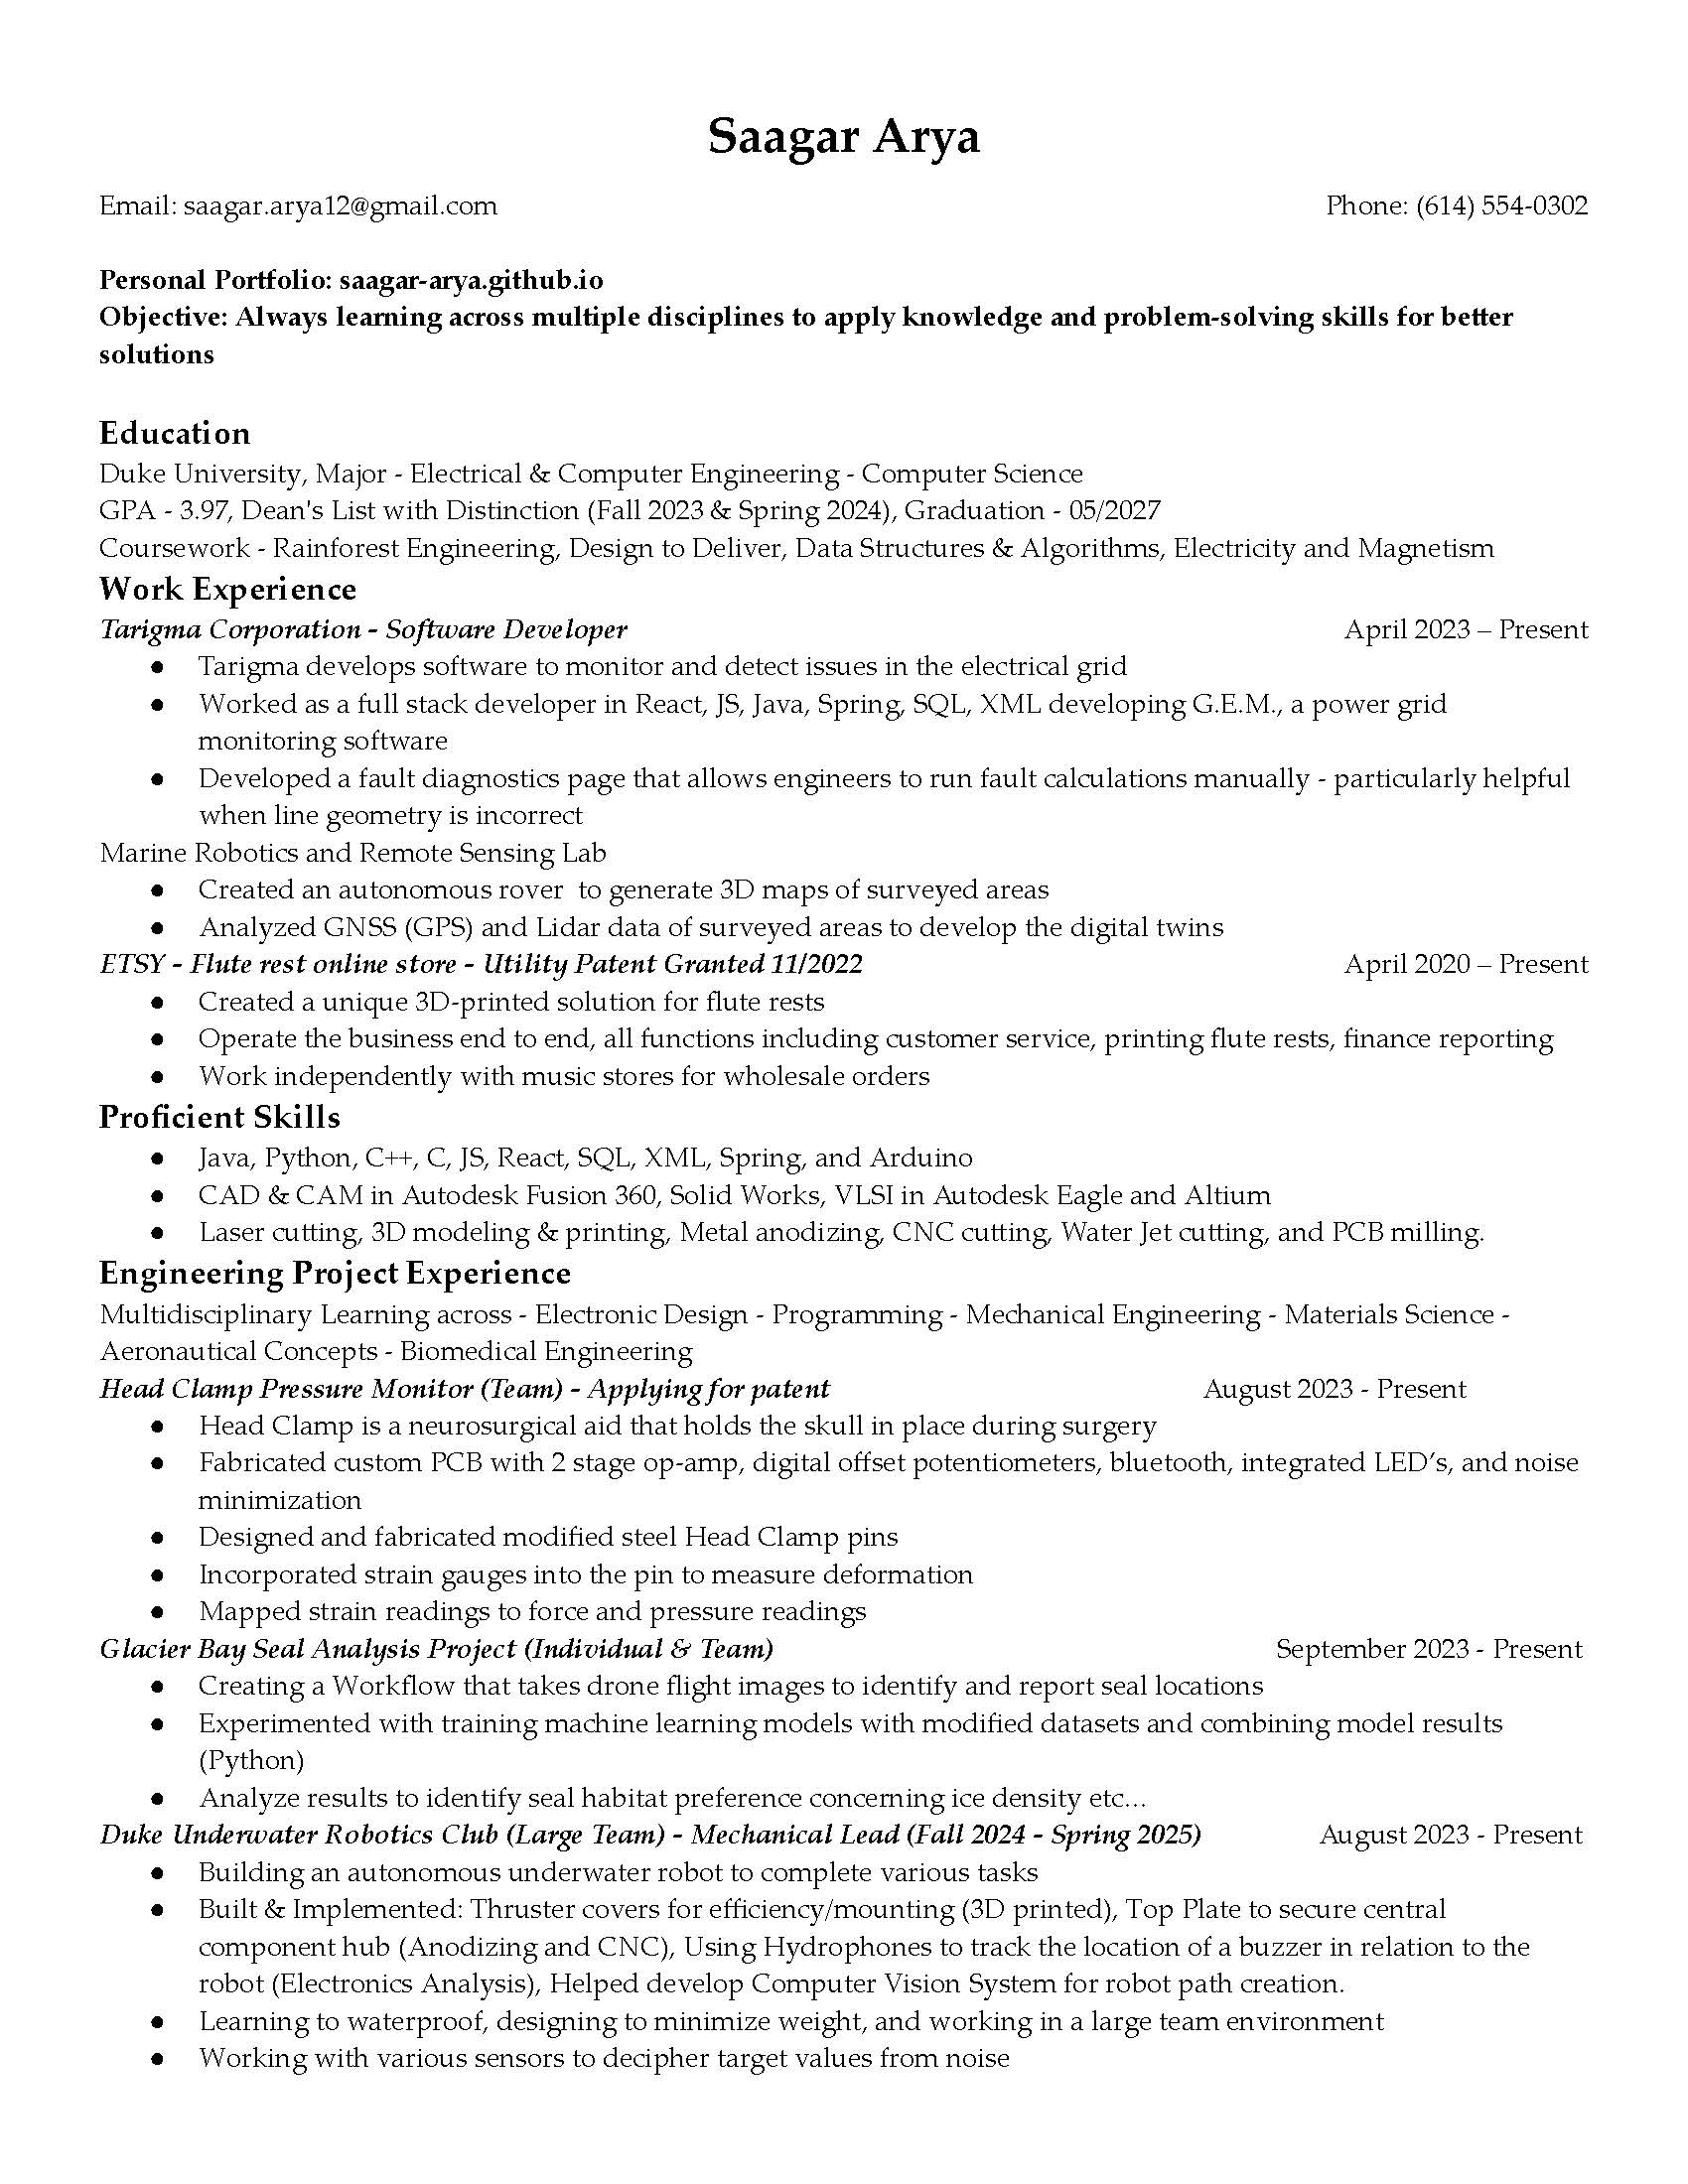 Saagar Arya
Email: saagar.arya12@gmail.com Phone: (614) 554-0302
Personal Portfolio: saagar-arya.github.io
Objective: Always learning across multiple disciplines to apply knowledge and problem-solving skills for better
solutions
Education
Duke University, Major - Electrical & Computer Engineering - Computer Science
GPA - 3.97, Dean's List with Distinction (Fall 2023 & Spring 2024), Graduation - 05/2027
Coursework - Rainforest Engineering, Design to Deliver, Data Structures & Algorithms, Electricity and Magnetism
Work Experience
Tarigma Corporation - Software Developer April 2023 – Present
● Tarigma develops software to monitor and detect issues in the electrical grid
● Worked as a full stack developer in React, JS, Java, Spring, SQL, XML developing G.E.M., a power grid
monitoring software
● Developed a fault diagnostics page that allows engineers to run fault calculations manually - particularly helpful
when line geometry is incorrect
Marine Robotics and Remote Sensing Lab
● Created an autonomous rover  to generate 3D maps of surveyed areas
● Analyzed GNSS (GPS) and Lidar data of surveyed areas to develop the digital twins
ETSY - Flute rest online store - Utility Patent Granted 11/2022 April 2020 – Present
● Created a unique 3D-printed solution for flute rests
● Operate the business end to end, all functions including customer service, printing flute rests, finance reporting
● Work independently with music stores for wholesale orders
Proficient Skills
● Java, Python, C++, C, JS, React, SQL, XML, Spring, and Arduino
● CAD & CAM in Autodesk Fusion 360, Solid Works, VLSI in Autodesk Eagle and Altium
● Laser cutting, 3D modeling & printing, Metal anodizing, CNC cutting, Water Jet cutting, and PCB milling.
Engineering Project Experience
Multidisciplinary Learning across - Electronic Design - Programming - Mechanical Engineering - Materials Science -
Aeronautical Concepts - Biomedical Engineering
Head Clamp Pressure Monitor (Team) - Applying for patent August 2023 - Present
● Head Clamp is a neurosurgical aid that holds the skull in place during surgery
● Fabricated custom PCB with 2 stage op-amp, digital offset potentiometers, bluetooth, integrated LED’s, and noise
minimization
● Designed and fabricated modified steel Head Clamp pins
● Incorporated strain gauges into the pin to measure deformation
● Mapped strain readings to force and pressure readings
Glacier Bay Seal Analysis Project (Individual & Team) September 2023 - Present
● Creating a Workflow that takes drone flight images to identify and report seal locations
● Experimented with training machine learning models with modified datasets and combining model results
(Python)
● Analyze results to identify seal habitat preference concerning ice density etc…
Duke Underwater Robotics Club (Large Team) - Mechanical Lead (Fall 2024 - Spring 2025) August 2023 - Present
● Building an autonomous underwater robot to complete various tasks
● Built & Implemented: Thruster covers for efficiency/mounting (3D printed), Top Plate to secure central
component hub (Anodizing and CNC), Using Hydrophones to track the location of a buzzer in relation to the
robot (Electronics Analysis), Helped develop Computer Vision System for robot path creation.
● Learning to waterproof, designing to minimize weight, and working in a large team environment
● Working with various sensors to decipher target values from noise